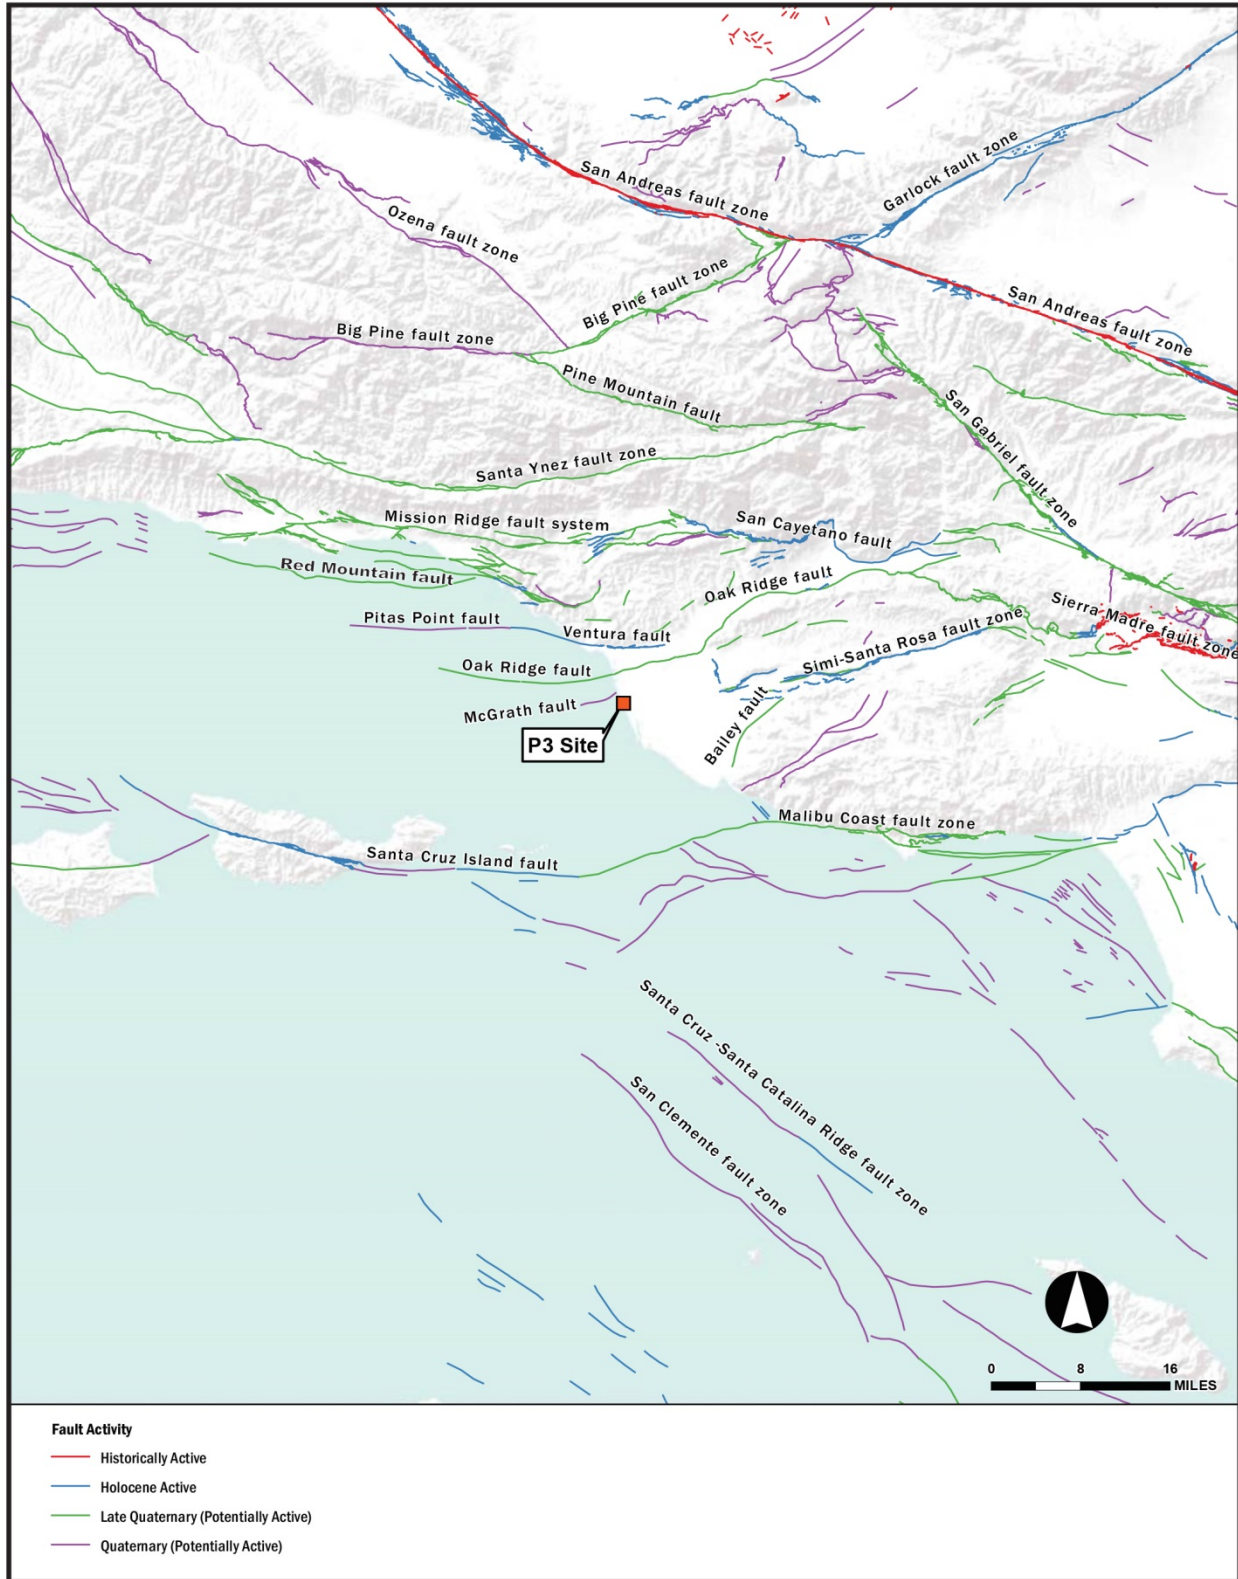 San Andreas fault zone
Garlock fault zone
Ozena fault zone
Big Pine fault zone
San Andreas fault zone
Big Pine fault zone
Pine Mountain fault
San Gabriel fault zone
Santa Ynez fault zone
Mission Ridge fault system
San Cayetano fault
Red Mountain fault
Oak Ridge fault
Sierra Madre fault zone
Pitas Point fault
Ventura fault
Simi-Santa Rosa fault zone
Oak Ridge fault
McGrath fault
Bailey fault
P3 Site
Malibu Coast fault zone
Santa Cruz Island fault
Santa Cruz -Santa Catalina Ridge fault zone
San Clemente fault zone
0 8 16
MILES
Fault Activity
Historically Active
Holocene Active
Late Quaternary (Potentially Active)
Quaternary (Potentially Active)